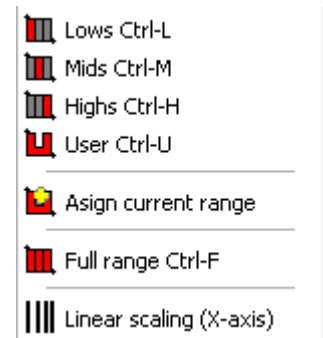 Lows Ctrl-L
Mids Ctrl-M
Highs Ctrl-H
User Ctrl-U
Asign current range
Full range Ctrl-F
Linear scaling (X-axis)